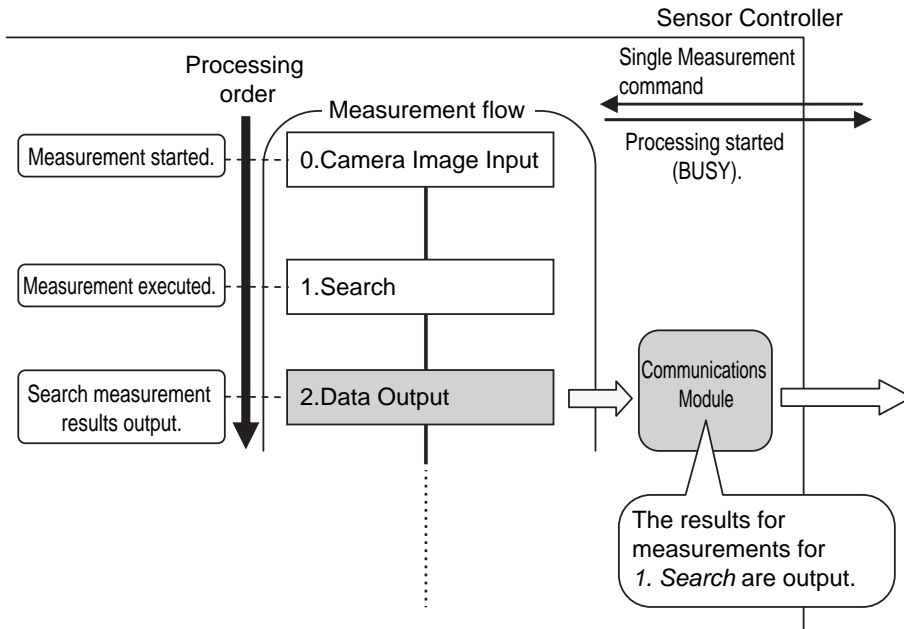 Sensor Controller
Processing
order
Single Measurement
command
Measurement flow
Processing started
(BUSY).
Measurement started.
0.Camera Image Input
Measurement executed.
1.Search
Search measurement
results output.
2.Data Output
Communications
Module
The results for
measurements for
1. Search are output.